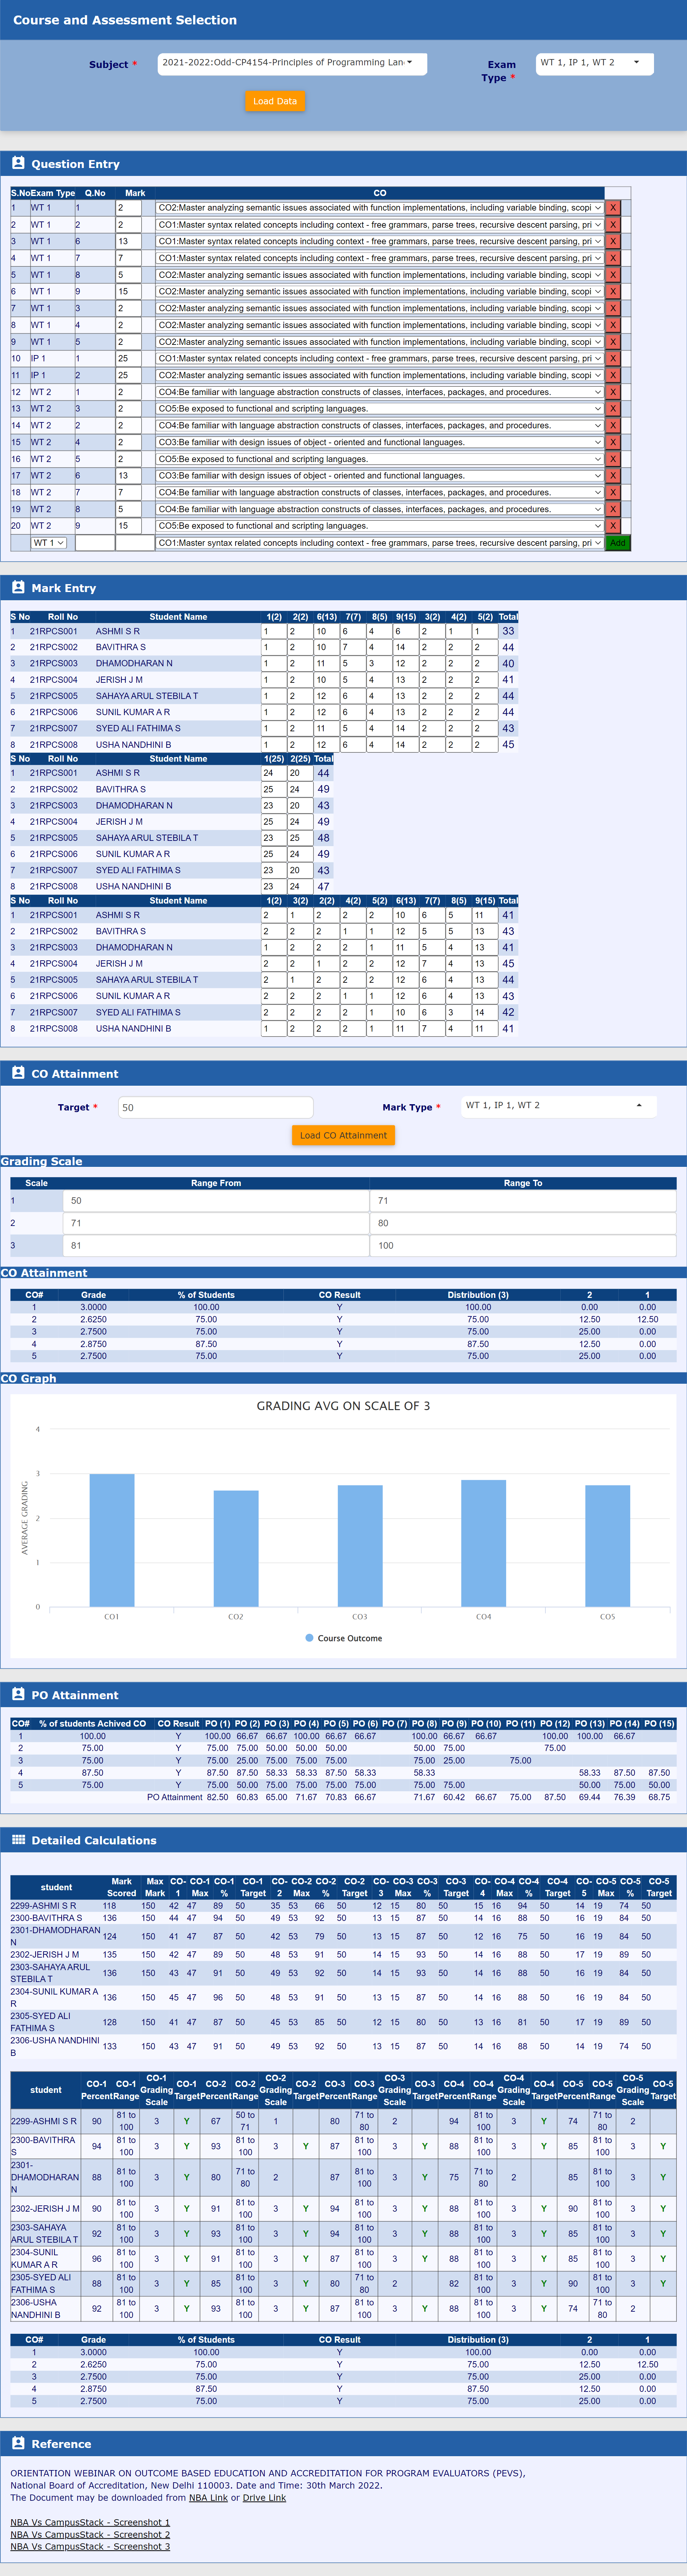 Course and Assessment Selection
Subject * 2021-2022:Odd-CP4154-Principles of Programming Lan Exam Type * WT 1, IP 1, WT 2
Load Data
Question Entry
S.No Exam Type Q.No Mark CO
1 WT 1 1 2 CO2:Master analyzing semantic issues associated with function implementations, including variable binding, scopi X
2 WT 1 2 2 CO1:Master syntax related concepts including context - free grammars, parse trees, recursive descent parsing, pri X
3 WT 1 6 13 CO1:Master syntax related concepts including context - free grammars, parse trees, recursive descent parsing, pri X
4 WT 1 7 7 CO1:Master syntax related concepts including context - free grammars, parse trees, recursive descent parsing, pri X
5 WT 1 8 5 CO2:Master analyzing semantic issues associated with function implementations, including variable binding, scopi X
6 WT 1 9 15 CO2:Master analyzing semantic issues associated with function implementations, including variable binding, scopi X
7 WT 1 3 2 CO2:Master analyzing semantic issues associated with function implementations, including variable binding, scopi X
8 WT 1 4 2 CO2:Master analyzing semantic issues associated with function implementations, including variable binding, scopi X
9 WT 1 5 2 CO2:Master analyzing semantic issues associated with function implementations, including variable binding, scopi X
10 IP 1 1 25 CO1:Master syntax related concepts including context - free grammars, parse trees, recursive descent parsing, pri X
11 IP 1 2 25 CO2:Master analyzing semantic issues associated with function implementations, including variable binding, scopi X
12 WT 2 1 2 CO4:Be familiar with language abstraction constructs of classes, interfaces, packages, and procedures. X
13 WT 2 3 2 CO5:Be exposed to functional and scripting languages. X
14 WT 2 2 2 CO4:Be familiar with language abstraction constructs of classes, interfaces, packages, and procedures. X
15 WT 2 4 2 CO3:Be familiar with design issues of object - oriented and functional languages. X
16 WT 2 5 2 CO5:Be exposed to functional and scripting languages. X
17 WT 2 6 13 CO3:Be familiar with design issues of object - oriented and functional languages. X
18 WT 2 7 7 CO4:Be familiar with language abstraction constructs of classes, interfaces, packages, and procedures. X
19 WT 2 8 5 CO4:Be familiar with language abstraction constructs of classes, interfaces, packages, and procedures. X
20 WT 2 9 15 CO5:Be exposed to functional and scripting languages. X
WT 1 CO1:Master syntax related concepts including context - free grammars, parse trees, recursive descent parsing, pri Add
Mark Entry
S No Roll No Student Name 1(2) 2(2) 6(13) 7(7) 8(5) 9(15) 3(2) 4(2) 5(2) Total
1 21RPCS001 ASHMI S R 1 2 10 6 4 6 2 1 1 33
2 21RPCS002 BAVITHRA S 1 2 10 7 4 14 2 2 2 44
3 21RPCS003 DHAMODHARAN N 1 2 11 5 3 12 2 2 2 40
4 21RPCS004 JERISH J M 1 2 10 5 4 13 2 2 2 41
5 21RPCS005 SAHAYA ARUL STEBILA T 1 2 12 6 4 13 2 2 2 44
6 21RPCS006 SUNIL KUMAR A R 1 2 12 6 4 13 2 2 2 44
7 21RPCS007 SYED ALI FATHIMA S 1 2 11 5 4 14 2 2 2 43
8 21RPCS008 USHA NANDHINI B 1 2 12 6 4 14 2 2 2 45
S No Roll No Student Name 1(25) 2(25) Total
1 21RPCS001 ASHMI S R 24 20 44
2 21RPCS002 BAVITHRA S 25 24 49
3 21RPCS003 DHAMODHARAN N 23 20 43
4 21RPCS004 JERISH J M 25 24 49
5 21RPCS005 SAHAYA ARUL STEBILA T 23 25 48
6 21RPCS006 SUNIL KUMAR A R 25 24 49
7 21RPCS007 SYED ALI FATHIMA S 23 20 43
8 21RPCS008 USHA NANDHINI B 23 24 47
S No Roll No Student Name 1(2) 3(2) 2(2) 4(2) 5(2) 6(13) 7(7) 8(5) 9(15) Total
1 21RPCS001 ASHMI S R 2 1 2 2 2 10 6 5 11 41
2 21RPCS002 BAVITHRA S 2 2 2 1 1 12 5 5 13 43
3 21RPCS003 DHAMODHARAN N 1 2 2 2 1 11 5 4 13 41
4 21RPCS004 JERISH J M 2 2 1 2 2 12 7 4 13 45
5 21RPCS005 SAHAYA ARUL STEBILA T 2 1 2 2 2 12 6 4 13 44
6 21RPCS006 SUNIL KUMAR A R 2 2 2 1 1 12 6 4 13 43
7 21RPCS007 SYED ALI FATHIMA S 2 2 2 2 1 10 6 3 14 42
8 21RPCS008 USHA NANDHINI B 1 2 2 2 1 11 7 4 11 41
CO Attainment
Target * 50 Mark Type * WT 1, IP 1, WT 2
Load CO Attainment
Grading Scale
Scale Range From Range To
1 50 71
2 71 80
3 81 100
CO Attainment
CO# Grade % of Students CO Result Distribution (3) 2 1
1 3.0000 100.00 Y 100.00 0.00 0.00
2 2.6250 75.00 Y 75.00 12.50 12.50
3 2.7500 75.00 Y 75.00 25.00 0.00
4 2.8750 87.50 Y 87.50 12.50 0.00
5 2.7500 75.00 Y 75.00 25.00 0.00
CO Graph
GRADING AVG ON SCALE OF 3
AVERAGE GRADING
4
3
2
1
0
CO1 CO2 CO3 CO4 CO5
Course Outcome
PO Attainment
CO# % of students Achived CO CO Result PO (1) PO (2) PO (3) PO (4) PO (5) PO (6) PO (7) PO (8) PO (9) PO (10) PO (11) PO (12) PO (13) PO (14) PO (15)
1 100.00 Y 100.00 66.67 66.67 100.00 66.67 66.67 100.00 66.67 66.67 100.00 100.00 66.67
2 75.00 Y 75.00 75.00 50.00 50.00 50.00 50.00 75.00 75.00
3 75.00 Y 75.00 25.00 75.00 75.00 75.00 75.00 25.00 75.00
4 87.50 Y 87.50 87.50 58.33 58.33 87.50 58.33 58.33 58.33 87.50 87.50
5 75.00 Y 75.00 50.00 75.00 75.00 75.00 75.00 75.00 75.00 50.00 75.00 50.00
PO Attainment 82.50 60.83 65.00 71.67 70.83 66.67 71.67 60.42 66.67 75.00 87.50 69.44 76.39 68.75
Detailed Calculations
student Mark Scored Max Mark CO-1 CO-1 Max CO-1 % CO-1 Target CO-2 CO-2 Max CO-2 % CO-2 Target CO-3 CO-3 Max CO-3 % CO-3 Target CO-4 CO-4 Max CO-4 % CO-4 Target CO-5 CO-5 Max CO-5 % CO-5 Target
2299-ASHMI S R 118 150 42 47 89 50 35 53 66 50 12 15 80 50 15 16 94 50 14 19 74 50
2300-BAVITHRA S 136 150 44 47 94 50 49 53 92 50 13 15 87 50 14 16 88 50 16 19 84 50
2301-DHAMODHARAN N 124 150 41 47 87 50 42 53 79 50 13 15 87 50 12 16 75 50 16 19 84 50
2302-JERISH J M 135 150 42 47 89 50 48 53 91 50 14 15 93 50 14 16 88 50 17 19 89 50
2303-SAHAYA ARUL STEBILA T 136 150 43 47 91 50 49 53 92 50 14 15 93 50 14 16 88 50 16 19 84 50
2304-SUNIL KUMAR A R 136 150 45 47 96 50 48 53 91 50 13 15 87 50 14 16 88 50 16 19 84 50
2305-SYED ALI FATHIMA S 128 150 41 47 87 50 45 53 85 50 12 15 80 50 13 16 81 50 17 19 89 50
2306-USHA NANDHINI B 133 150 43 47 91 50 49 53 92 50 13 15 87 50 14 16 88 50 14 19 74 50
student CO-1 Percent CO-1 Range CO-1 Grading Scale CO-1 Target CO-2 Percent CO-2 Range CO-2 Grading Scale CO-2 Target CO-3 Percent CO-3 Range CO-3 Grading Scale CO-3 Target CO-4 Percent CO-4 Range CO-4 Grading Scale CO-4 Target CO-5 Percent CO-5 Range CO-5 Grading Scale CO-5 Target
2299-ASHMI S R 90 81 to 100 3 Y 67 50 to 71 1 80 71 to 80 2 94 81 to 100 3 Y 74 71 to 80 2
2300-BAVITHRA S 94 81 to 100 3 Y 93 81 to 100 3 Y 87 81 to 100 3 Y 88 81 to 100 3 Y 85 81 to 100 3 Y
2301-DHAMODHARAN N 88 81 to 100 3 Y 80 71 to 80 2 87 81 to 100 3 Y 75 71 to 80 2 85 81 to 100 3 Y
2302-JERISH J M 90 81 to 100 3 Y 91 81 to 100 3 Y 94 81 to 100 3 Y 88 81 to 100 3 Y 90 81 to 100 3 Y
2303-SAHAYA ARUL STEBILA T 92 81 to 100 3 Y 93 81 to 100 3 Y 94 81 to 100 3 Y 88 81 to 100 3 Y 85 81 to 100 3 Y
2304-SUNIL KUMAR A R 96 81 to 100 3 Y 91 81 to 100 3 Y 87 81 to 100 3 Y 88 81 to 100 3 Y 85 81 to 100 3 Y
2305-SYED ALI FATHIMA S 88 81 to 100 3 Y 85 81 to 100 3 Y 80 71 to 80 2 82 81 to 100 3 Y 90 81 to 100 3 Y
2306-USHA NANDHINI B 92 81 to 100 3 Y 93 81 to 100 3 Y 87 81 to 100 3 Y 88 81 to 100 3 Y 74 71 to 80 2
CO# Grade % of Students CO Result Distribution (3) 2 1
1 3.0000 100.00 Y 100.00 0.00 0.00
2 2.6250 75.00 Y 75.00 12.50 12.50
3 2.7500 75.00 Y 75.00 25.00 0.00
4 2.8750 87.50 Y 87.50 12.50 0.00
5 2.7500 75.00 Y 75.00 25.00 0.00
Reference
ORIENTATION WEBINAR ON OUTCOME BASED EDUCATION AND ACCREDITATION FOR PROGRAM EVALUATORS (PEVS),
National Board of Accreditation, New Delhi 110003. Date and Time: 30th March 2022.
The Document may be downloaded from NBA Link or Drive Link
NBA Vs CampusStack - Screenshot 1
NBA Vs CampusStack - Screenshot 2
NBA Vs CampusStack - Screenshot 3